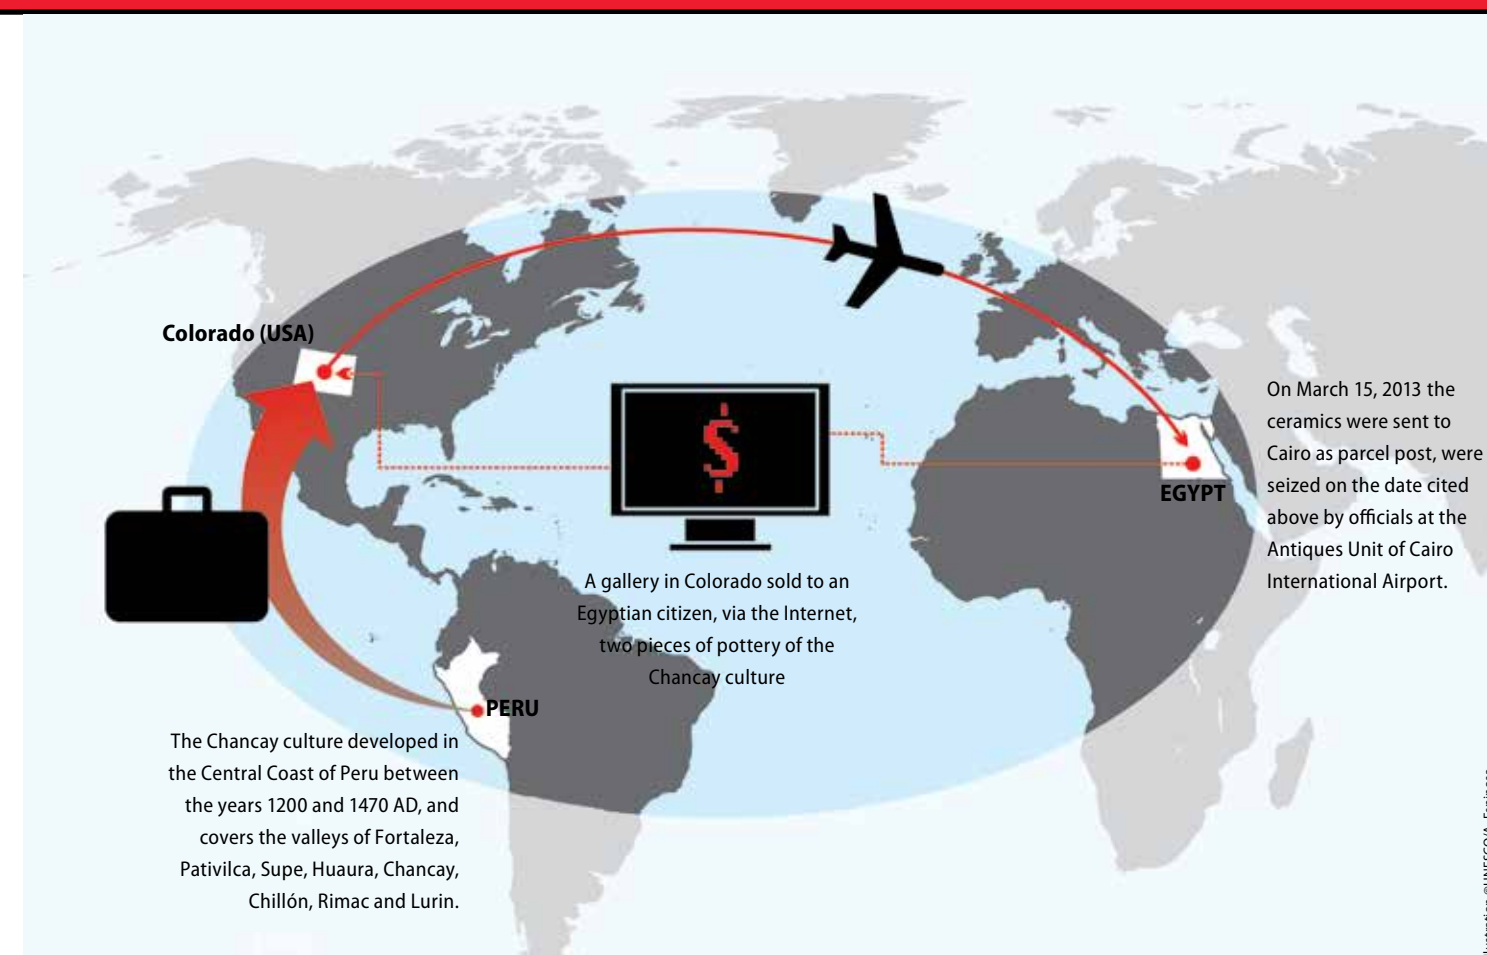 Colorado (USA)
On March 15, 2013 the
ceramics were sent to
Cairo as parcel post, were
seized on the date cited
above by officials at the
Antiques Unit of Cairo
International Airport.
EGYPT
$
A gallery in Colorado sold to an
Egyptian citizen, via the Internet,
two pieces of pottery of the
Chancay culture
PERU
The Chancay culture developed in
the Central Coast of Peru between
the years 1200 and 1470 AD, and
covers the valleys of Fortaleza,
Pativilca, Supe, Huaura, Chancay,
Chillón, Rimac and Lurin.